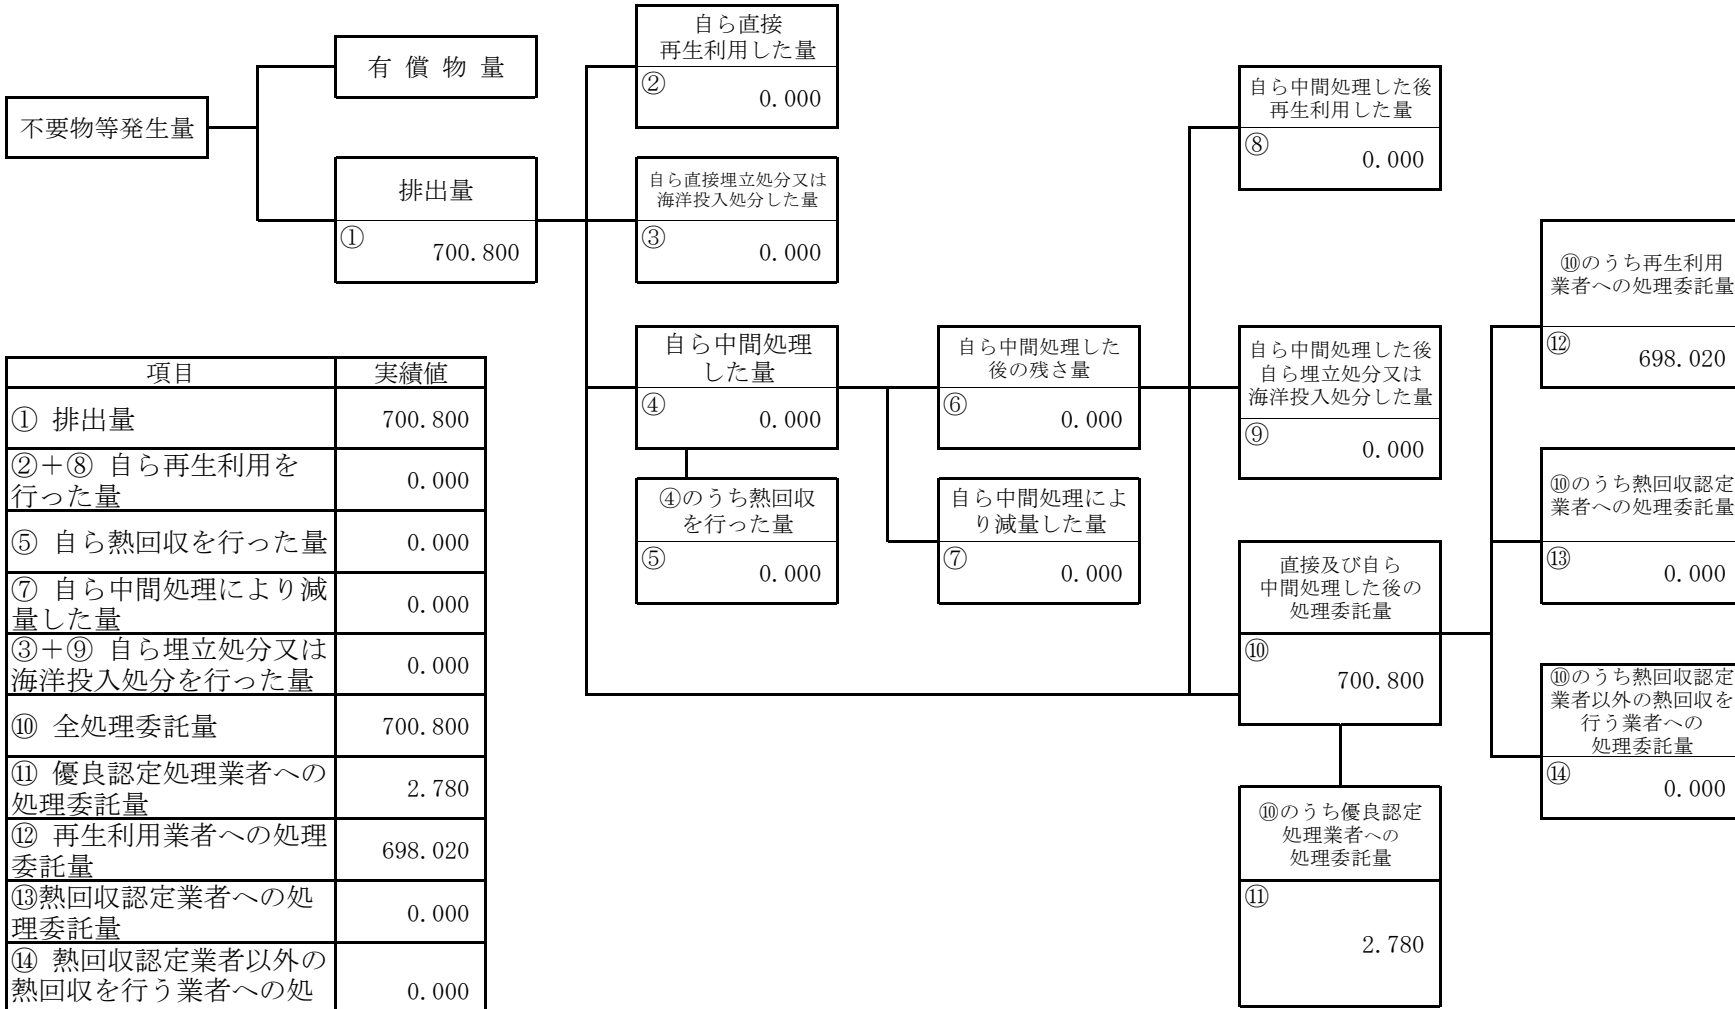 不要物等発生量
有 償 物 量
排出量
①
700.800
自ら直接
再生利用した量
②
0.000
自ら直接埋立処分又は
海洋投入処分した量
③
0.000
自ら中間処理
した量
④
0.000
④のうち熱回収
を行った量
⑤
0.000
自ら中間処理した
後の残さ量
⑥
0.000
自ら中間処理によ
り減量した量
⑦
0.000
自ら中間処理した後
再生利用した量
⑧
0.000
自ら中間処理した後
自ら埋立処分又は
海洋投入処分した量
⑨
0.000
直接及び自ら
中間処理した後の
処理委託量
⑩
700.800
⑩のうち優良認定
処理業者への
処理委託量
⑪
2.780
⑩のうち再生利用
業者への処理委託量
⑫
698.020
⑩のうち熱回収認定
業者への処理委託量
⑬
0.000
⑩のうち熱回収認定
業者以外の熱回収を
行う業者への
処理委託量
⑭
0.000
項目 実績値
① 排出量 700.800
②+⑧ 自ら再生利用を
行った量 0.000
⑤ 自ら熱回収を行った量 0.000
⑦ 自ら中間処理により減
量した量 0.000
③+⑨ 自ら埋立処分又は
海洋投入処分を行った量 0.000
⑩ 全処理委託量 700.800
⑪ 優良認定処理業者への
処理委託量 2.780
⑫ 再生利用業者への処理
委託量 698.020
⑬熱回収認定業者への処
理委託量 0.000
⑭ 熱回収認定業者以外の
熱回収を行う業者への処 0.000